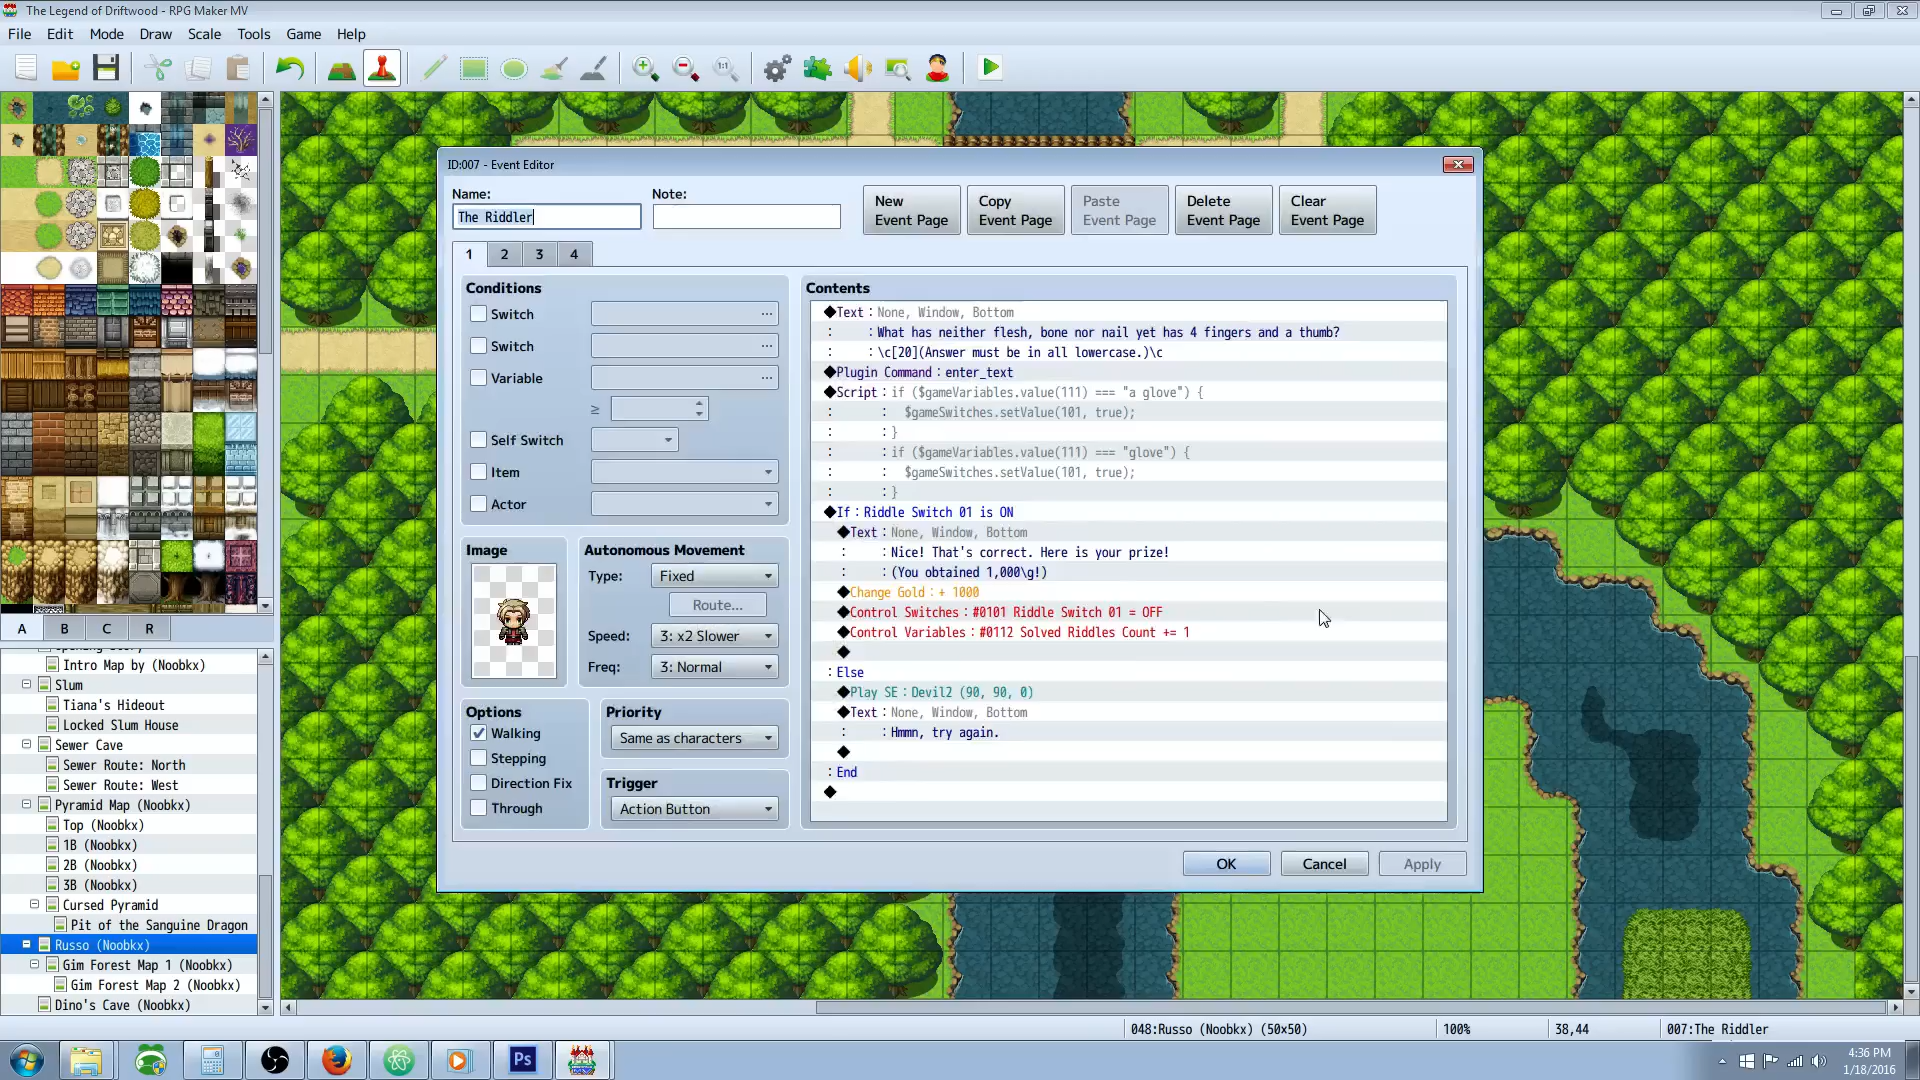 The Legend of Driftwood - RPG Maker MV
File Edit Mode Draw Scale Tools Game Help
1:1
ID:007 - Event Editor
Name:
Note:
The Riddler
New Event Page
Copy Event Page
Paste Event Page
Delete Event Page
Clear Event Page
1 2 3 4
Conditions
Switch ...
Switch ...
Variable ...
≥
Self Switch
Item
Actor
Image
Autonomous Movement
Type: Fixed
Route...
Speed: 3: x2 Slower
Freq: 3: Normal
Options
Walking
Stepping
Direction Fix
Through
Priority
Same as characters
Trigger
Action Button
Contents
◆Text：None, Window, Bottom
：　：What has neither flesh, bone nor nail yet has 4 fingers and a thumb?
：　：\c[20](Answer must be in all lowercase.)\c
◆Plugin Command：enter_text
◆Script：if ($gameVariables.value(111) === "a glove") {
：　：$gameSwitches.setValue(101, true);
：　：}
：　：if ($gameVariables.value(111) === "glove") {
：　：$gameSwitches.setValue(101, true);
：　：}
◆If：Riddle Switch 01 is ON
◆Text：None, Window, Bottom
：　：Nice! That's correct. Here is your prize!
：　：(You obtained 1,000\g!)
◆Change Gold：+ 1000
◆Control Switches：#0101 Riddle Switch 01 = OFF
◆Control Variables：#0112 Solved Riddles Count += 1
◆
：Else
◆Play SE：Devil2 (90, 90, 0)
◆Text：None, Window, Bottom
：　：Hmmn, try again.
◆
：End
◆
OK Cancel Apply
A B C R
Intro Map by (Noobkx)
Slum
Tiana's Hideout
Locked Slum House
Sewer Cave
Sewer Route: North
Sewer Route: West
Pyramid Map (Noobkx)
Top (Noobkx)
1B (Noobkx)
2B (Noobkx)
3B (Noobkx)
Cursed Pyramid
Pit of the Sanguine Dragon
Russo (Noobkx)
Gim Forest Map 1 (Noobkx)
Gim Forest Map 2 (Noobkx)
Dino's Cave (Noobkx)
048:Russo (Noobkx) (50x50)
100%
38,44
007:The Riddler
Ps
4:36 PM
1/18/2016